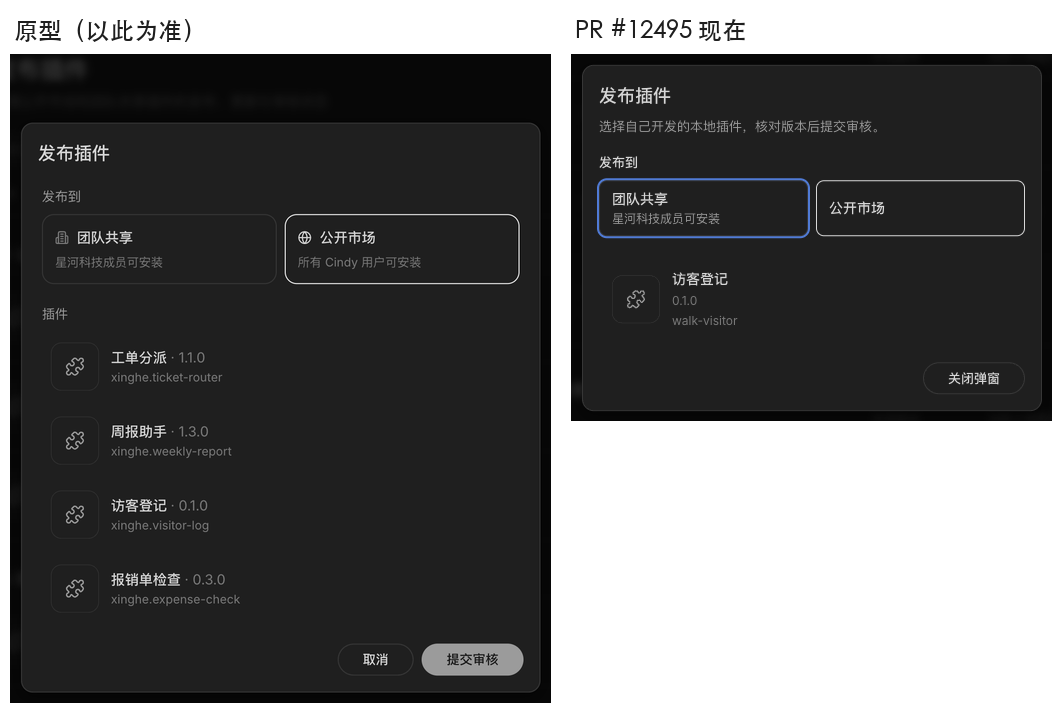 原型（以此为准）
发布插件
发布到
团队共享
星河科技成员可安装
公开市场
所有 Cindy 用户可安装
插件
工单分派 · 1.1.0
xinghe.ticket-router
周报助手 · 1.3.0
xinghe.weekly-report
访客登记 · 0.1.0
xinghe.visitor-log
报销单检查 · 0.3.0
xinghe.expense-check
取消
提交审核
PR #12495 现在
发布插件
选择自己开发的本地插件，核对版本后提交审核。
发布到
团队共享
星河科技成员可安装
公开市场
访客登记
0.1.0
walk-visitor
关闭弹窗